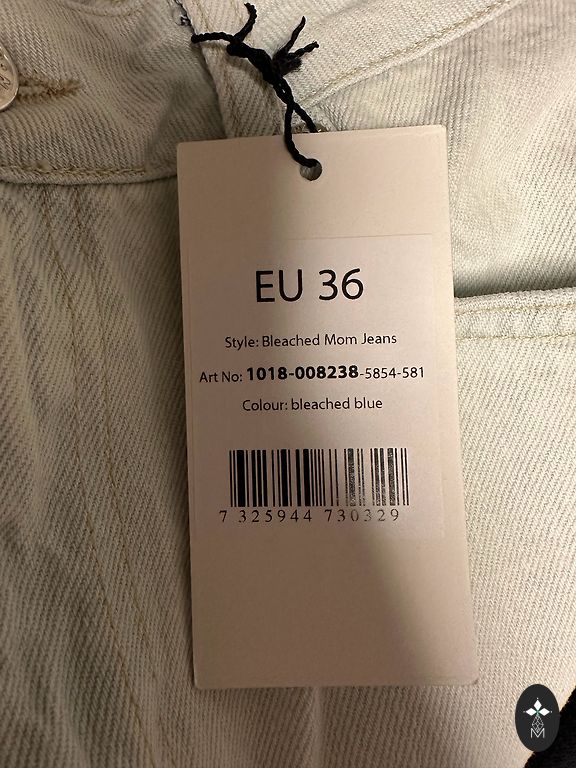 EU 36
Style: Bleached Mom Jeans
Art No: 1018-008238-5854-581
Colour: bleached blue
7 325944 730329
M